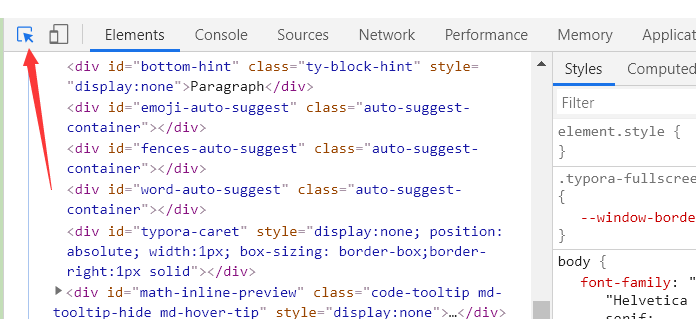 Elements Console Sources Network Performance Memory Applicat
<div id="bottom-hint" class="ty-block-hint" style=
"display:none">Paragraph</div>
<div id="emoji-auto-suggest" class="auto-suggest-
container"></div>
<div id="fences-auto-suggest" class="auto-suggest-
container"></div>
<div id="word-auto-suggest" class="auto-suggest-
container"></div>
<div id="typora-caret" style="display:none; position:
absolute; width:1px; box-sizing: border-box;border-
right:1px solid"></div>
<div id="math-inline-preview" class="code-tooltip md-
tooltip-hide md-hover-tip" style="display:none">…</div>
Styles Computed
Filter
element.style {
}
.typora-fullscree
{
--window-borde
}
body {
font-family: "
"Helvetica
serif;